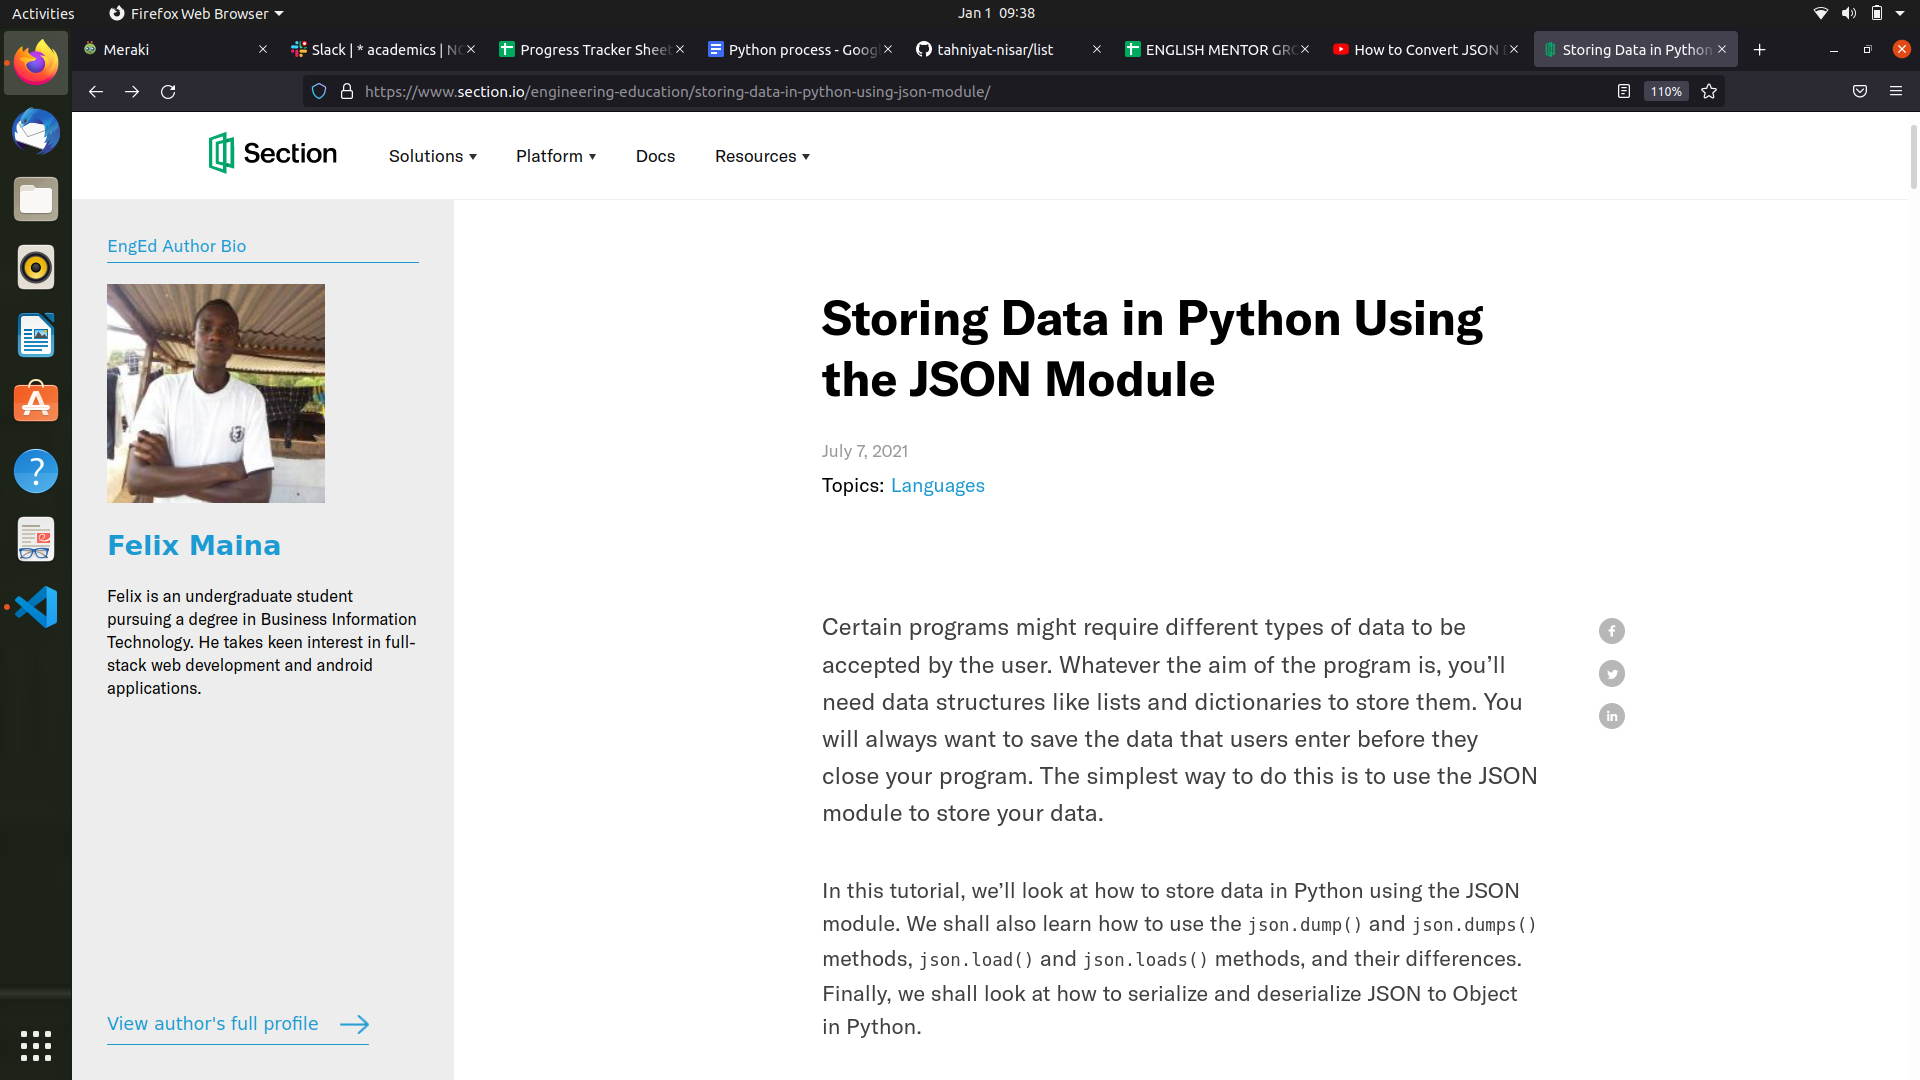 Activities
Firefox Web Browser
Jan 1 09:38
Meraki
Slack | * academics | NG
Progress Tracker Sheet
Python process - Goog
tahniyat-nisar/list
ENGLISH MENTOR GR
How to Convert JSON
Storing Data in Python
https://www.section.io/engineering-education/storing-data-in-python-using-json-module/
110%
Section
Solutions
Platform
Docs
Resources
EngEd Author Bio
Felix Maina
Felix is an undergraduate student
pursuing a degree in Business Information
Technology. He takes keen interest in full-
stack web development and android
applications.
View author's full profile
Storing Data in Python Using
the JSON Module
July 7, 2021
Topics: Languages
Certain programs might require different types of data to be
accepted by the user. Whatever the aim of the program is, you’ll
need data structures like lists and dictionaries to store them. You
will always want to save the data that users enter before they
close your program. The simplest way to do this is to use the JSON
module to store your data.
In this tutorial, we’ll look at how to store data in Python using the JSON
module. We shall also learn how to use the json.dump() and json.dumps()
methods, json.load() and json.loads() methods, and their differences.
Finally, we shall look at how to serialize and deserialize JSON to Object
in Python.